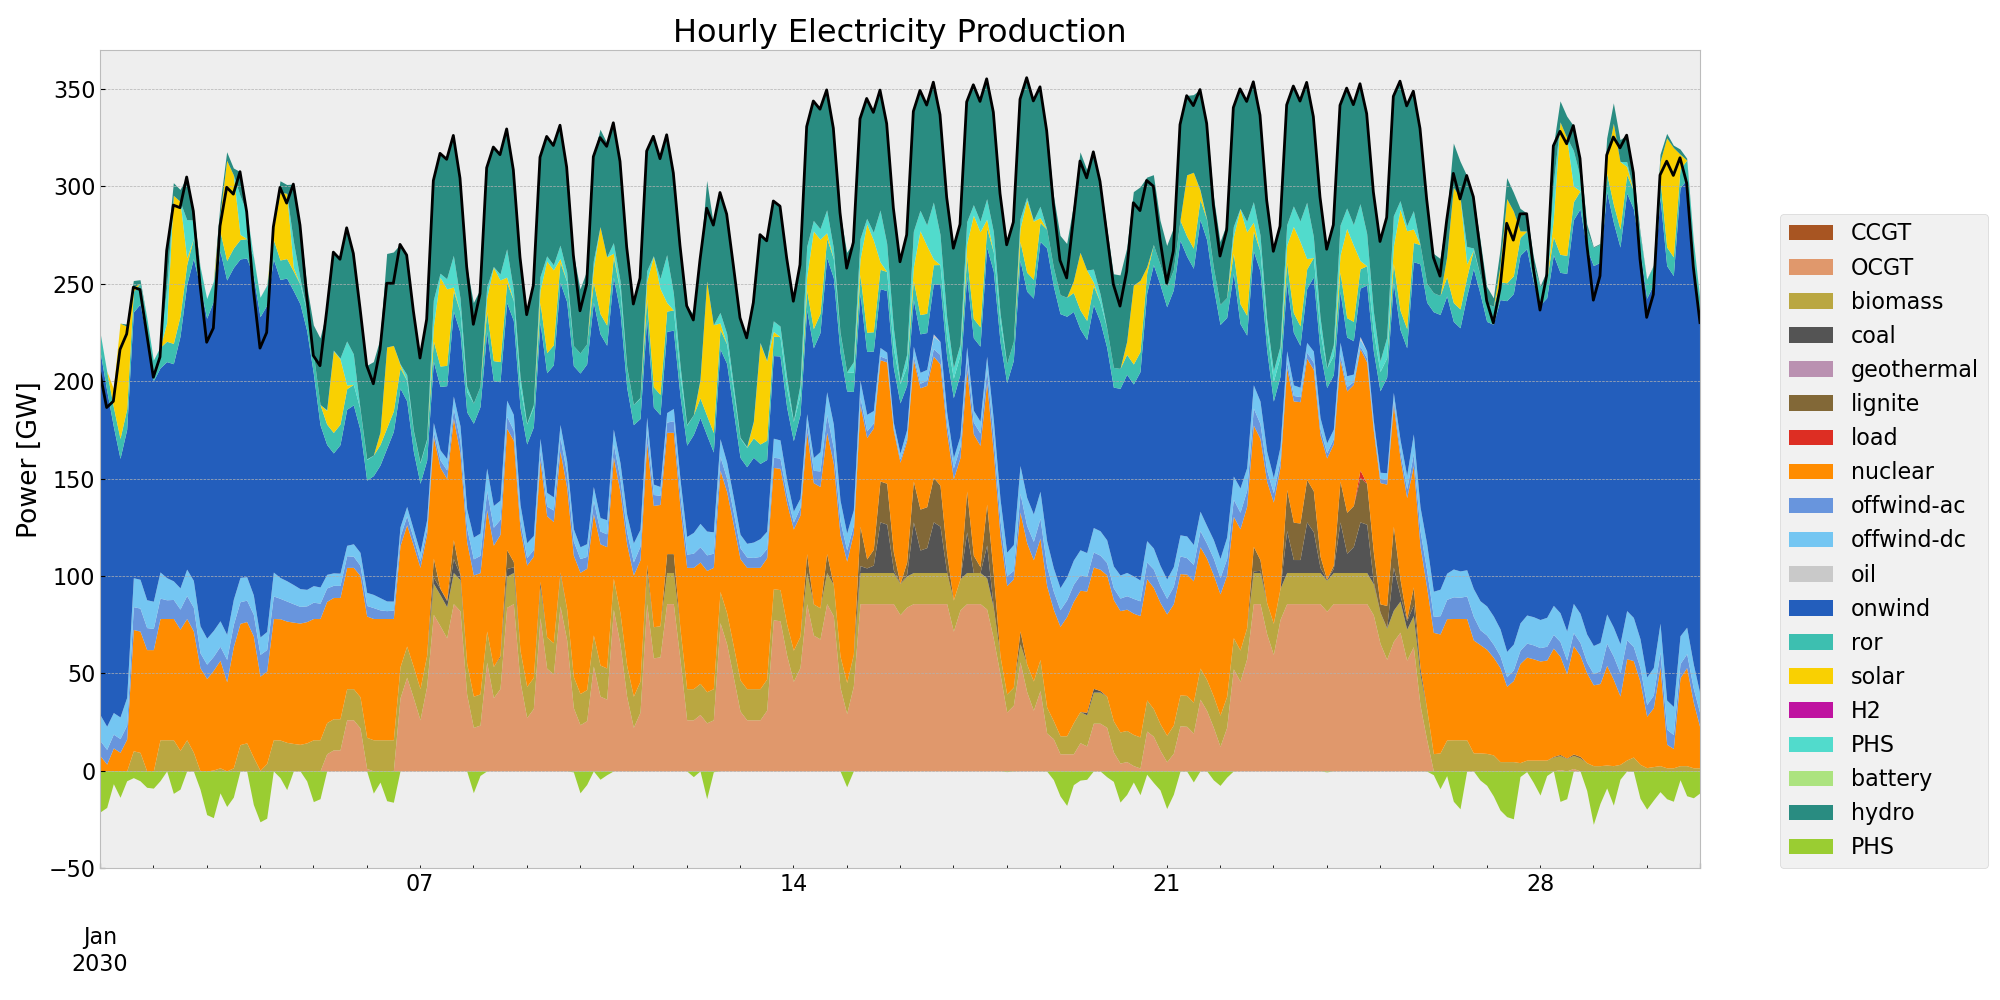 Hourly Electricity Production
Power [GW]
350
300
250
200
150
100
50
0
−50
07
14
21
28
Jan
2030
CCGT
OCGT
biomass
coal
geothermal
lignite
load
nuclear
offwind-ac
offwind-dc
oil
onwind
ror
solar
H2
PHS
battery
hydro
PHS